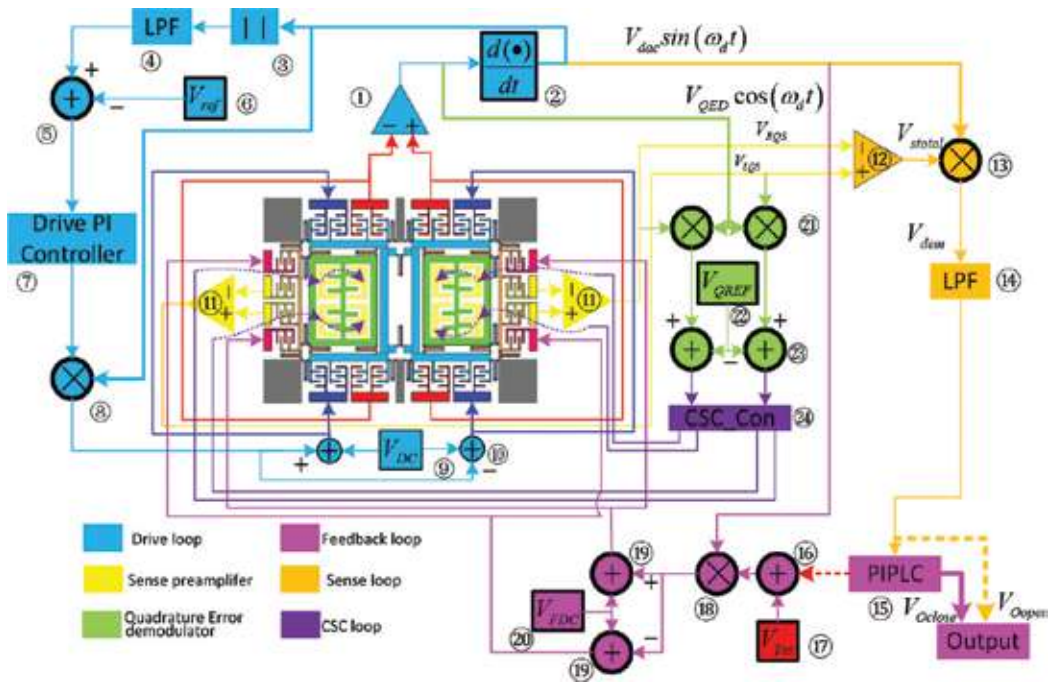 LPF
| |
④
③
d(•)
dt
②
V_dac sin(ω_d t)
+
−
V_ref
⑥
+
⑤
①
− +
V_QED cos(ω_d t)
V_RQS
V_LQS
−
+
⑫
V_stotal
⑬
Drive PI
Controller
⑦
⑪
−
+
−
+
⑪
㉑
V_QREF
㉒
V_dem
LPF
⑭
⑧
+
+
+
−
+
㉓
CSC_Con
㉔
+
+
V_DC
⑨
+
⑩
−
Drive loop
Feedback loop
Sense preamplifer
Sense loop
Quadrature Error
demodulator
CSC loop
⑲
+
+
V_FDC
⑳
−
+
⑲
⑱
+
⑯
⑰
PIPLC
⑮
V_Oclose
V_Oopen
Output